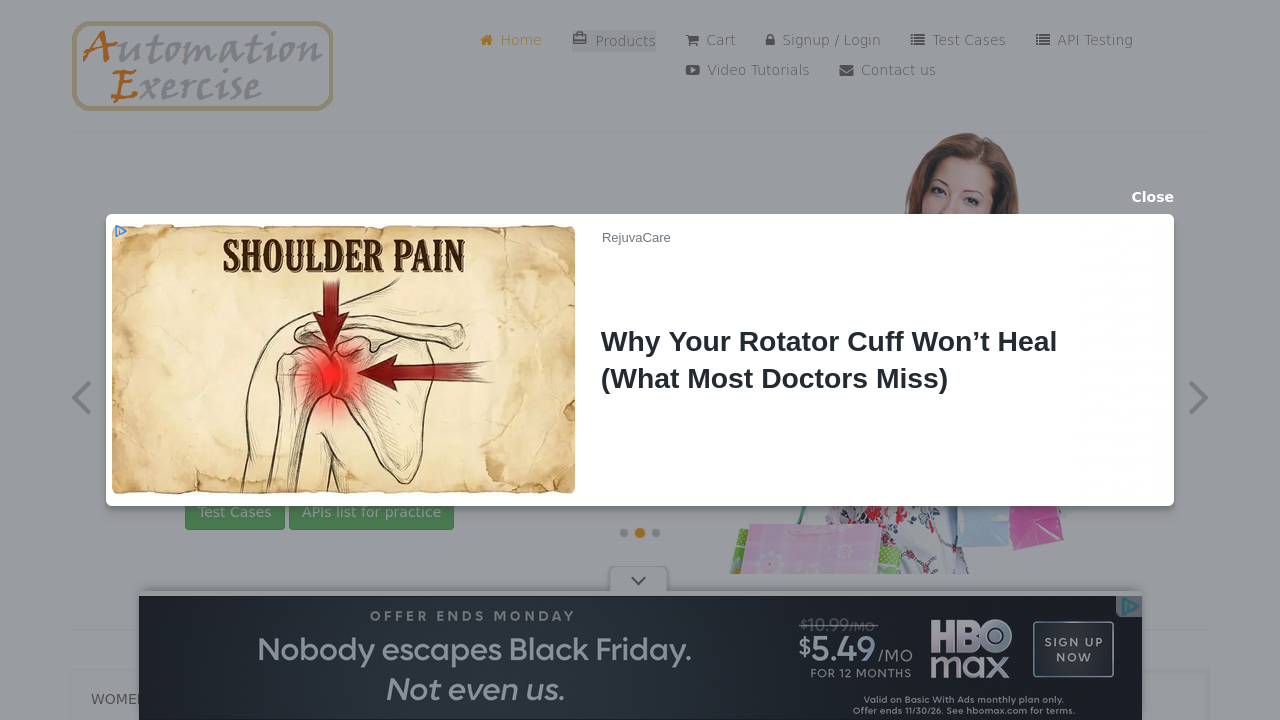 Automation
Exercise
Home
Products
Cart
Signup / Login
Test Cases
API Testing
Video Tutorials
Contact us
Close
SHOULDER PAIN
RejuvaCare
Why Your Rotator Cuff Won’t Heal
(What Most Doctors Miss)
Test Cases
APIs list for practice
OFFER ENDS MONDAY
Nobody escapes Black Friday.
Not even us.
$10.99/MO
$5.49/MO
FOR 12 MONTHS
HBO
max
SIGN UP
NOW
Valid on Basic With Ads monthly plan only.
Offer ends 11/30/26. See hbomax.com for terms.